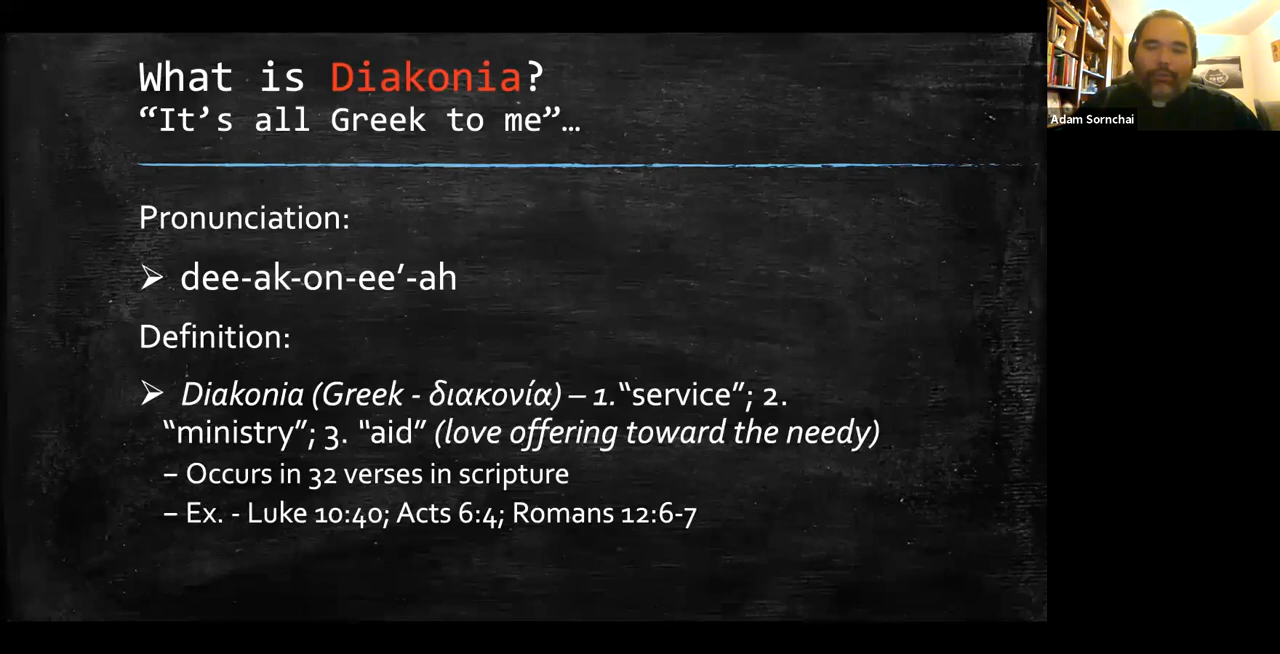 What is Diakonia?
“It’s all Greek to me”…
Pronunciation:
➢ dee-ak-on-ee’-ah
Definition:
➢ Diakonia (Greek - διακονία) – 1.“service”; 2.
“ministry”; 3. “aid” (love offering toward the needy)
– Occurs in 32 verses in scripture
– Ex. - Luke 10:40; Acts 6:4; Romans 12:6-7
Adam Sornchai